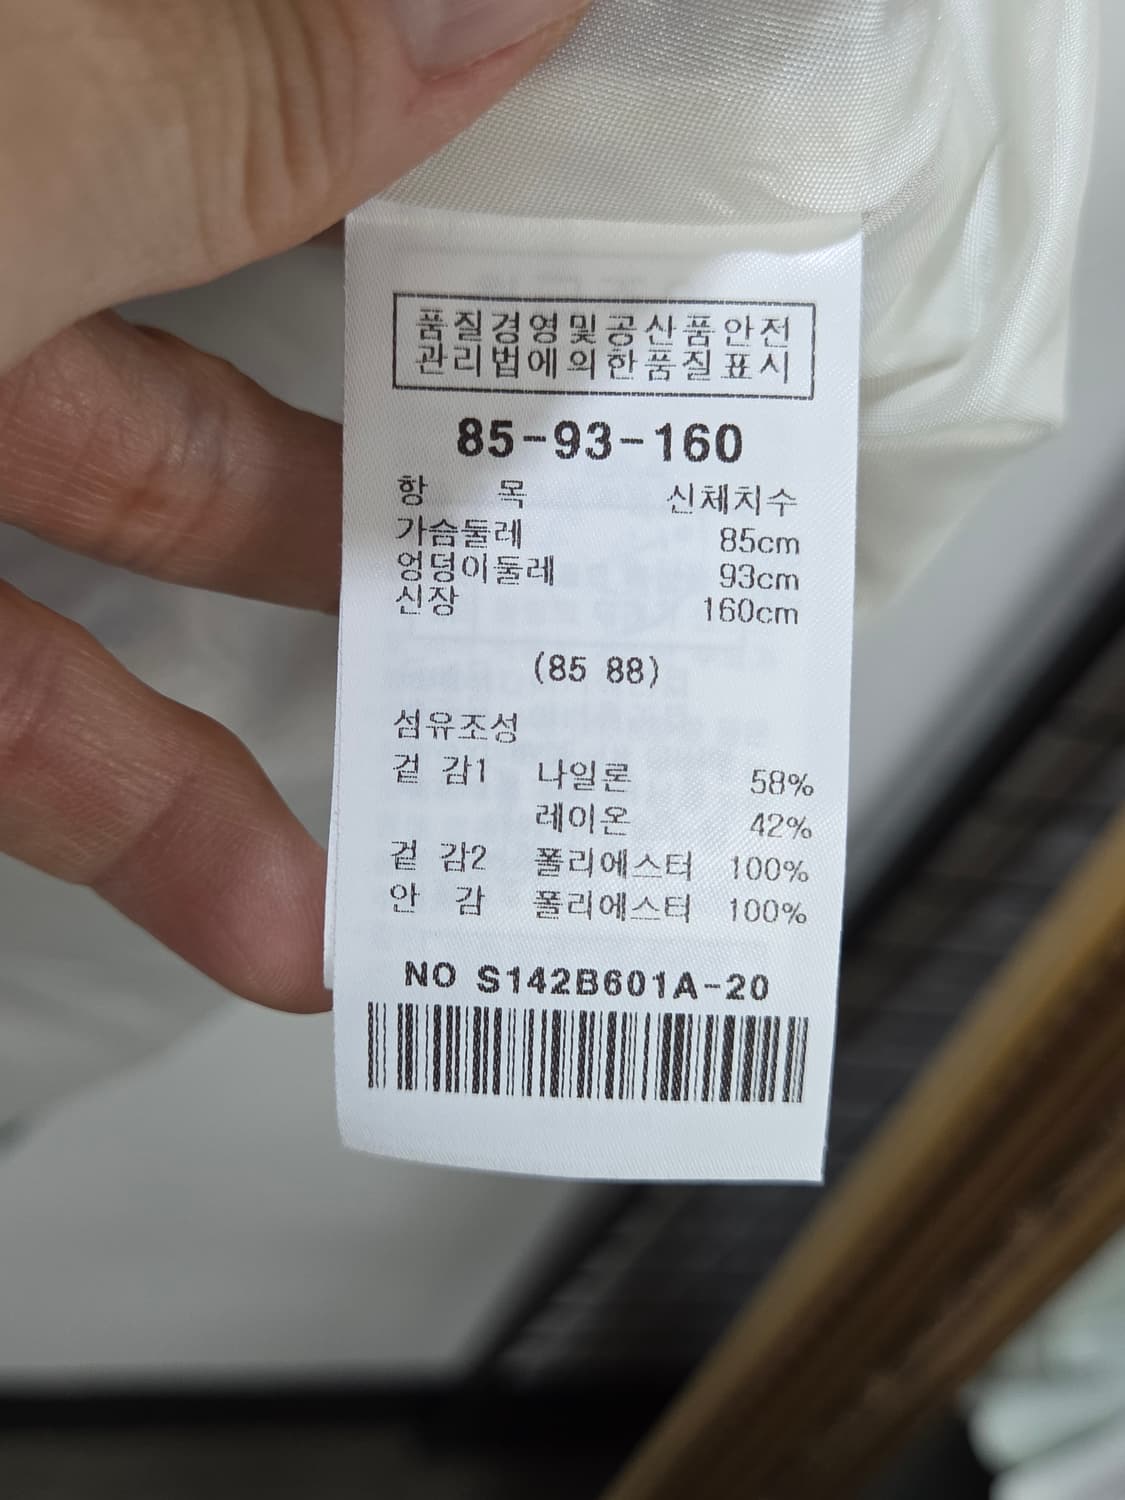 품질경영및공산품안전
관리법에의한품질표시
85-93-160
항 목 신체치수
가슴둘레 85cm
엉덩이둘레 93cm
신장 160cm
(85 88)
섬유조성
겉 감1 나일론 58%
레이온 42%
겉 감2 폴리에스터 100%
안 감 폴리에스터 100%
NO S142B601A-20